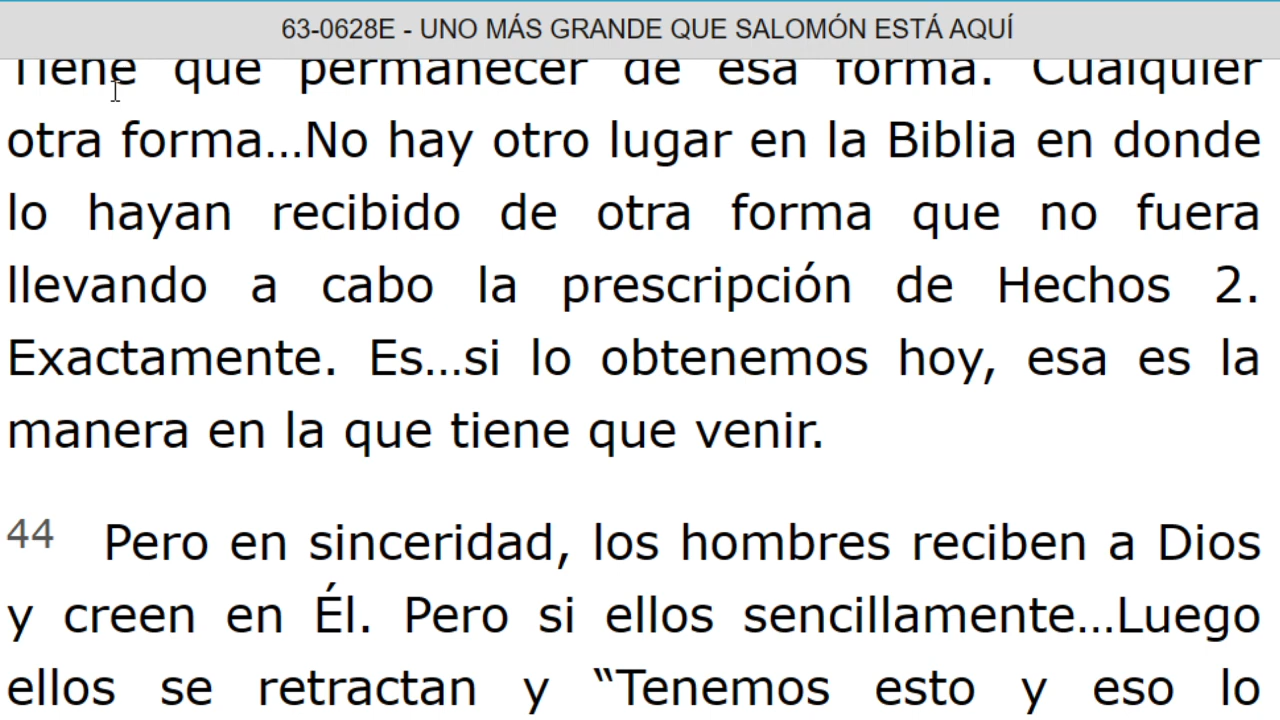 63-0628E - UNO MÁS GRANDE QUE SALOMÓN ESTÁ AQUÍ
Tiene que permanecer de esa forma. Cualquier
otra forma…No hay otro lugar en la Biblia en donde
lo hayan recibido de otra forma que no fuera
llevando a cabo la prescripción de Hechos 2.
Exactamente. Es…si lo obtenemos hoy, esa es la
manera en la que tiene que venir.
44 Pero en sinceridad, los hombres reciben a Dios
y creen en Él. Pero si ellos sencillamente…Luego
ellos se retractan y “Tenemos esto y eso lo